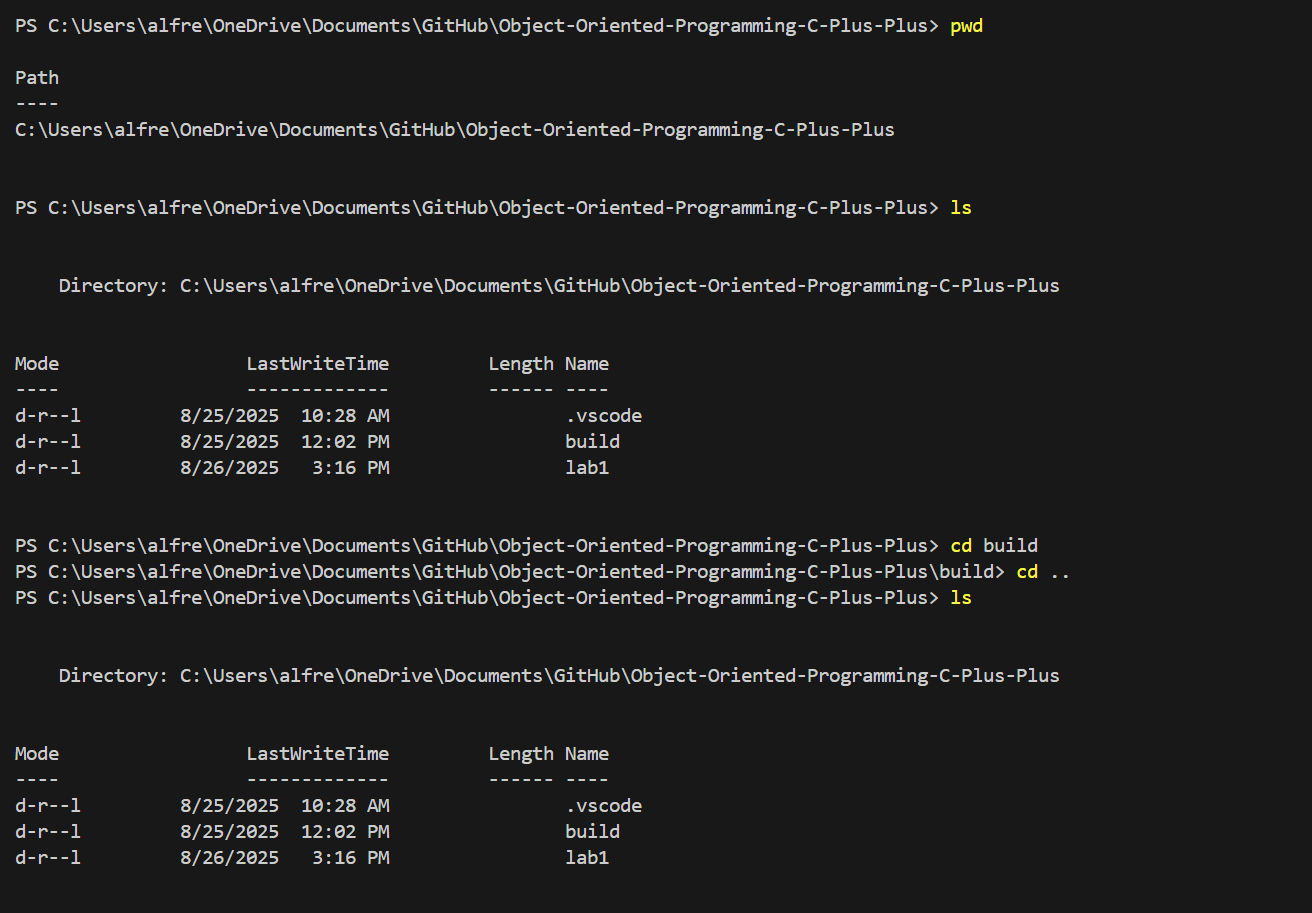 PS C:\Users\alfre\OneDrive\Documents\GitHub\Object-Oriented-Programming-C-Plus-Plus> pwd
Path
----
C:\Users\alfre\OneDrive\Documents\GitHub\Object-Oriented-Programming-C-Plus-Plus
PS C:\Users\alfre\OneDrive\Documents\GitHub\Object-Oriented-Programming-C-Plus-Plus> ls
    Directory: C:\Users\alfre\OneDrive\Documents\GitHub\Object-Oriented-Programming-C-Plus-Plus
Mode                 LastWriteTime         Length Name
----                 -------------         ------ ----
d-r--l         8/25/2025  10:28 AM                .vscode
d-r--l         8/25/2025  12:02 PM                build
d-r--l         8/26/2025   3:16 PM                lab1
PS C:\Users\alfre\OneDrive\Documents\GitHub\Object-Oriented-Programming-C-Plus-Plus> cd build
PS C:\Users\alfre\OneDrive\Documents\GitHub\Object-Oriented-Programming-C-Plus-Plus\build> cd ..
PS C:\Users\alfre\OneDrive\Documents\GitHub\Object-Oriented-Programming-C-Plus-Plus> ls
    Directory: C:\Users\alfre\OneDrive\Documents\GitHub\Object-Oriented-Programming-C-Plus-Plus
Mode                 LastWriteTime         Length Name
----                 -------------         ------ ----
d-r--l         8/25/2025  10:28 AM                .vscode
d-r--l         8/25/2025  12:02 PM                build
d-r--l         8/26/2025   3:16 PM                lab1